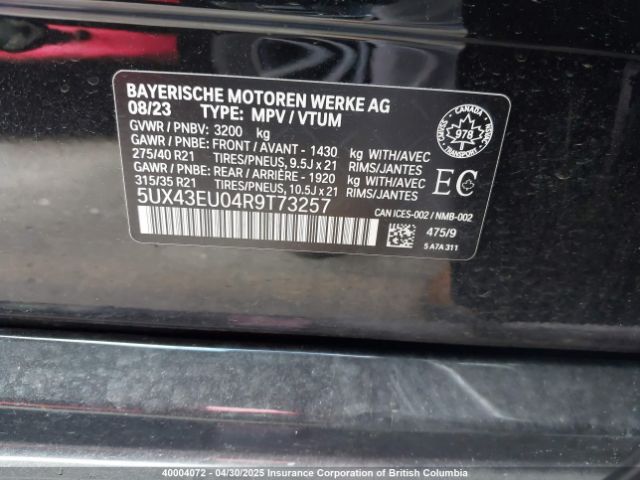 BAYERISCHE MOTOREN WERKE AG
08/23 TYPE: MPV / VTUM
GVWR / PNBV: 3200 kg
GAWR / PNBE: FRONT / AVANT - 1430 kg WITH/AVEC
275/40 R21 TIRES/PNEUS, 9.5J x 21 RIMS/JANTES
GAWR / PNBE: REAR / ARRIÈRE - 1920 kg WITH/AVEC
315/35 R21 TIRES/PNEUS, 10.5J x 21 RIMS/JANTES
5UX43EU04R9T73257
CANADA
978
EC
CAN ICES-002 / NMB-002
475/9
5 A7A 311
40004072 - 04/30/2025 Insurance Corporation of British Columbia